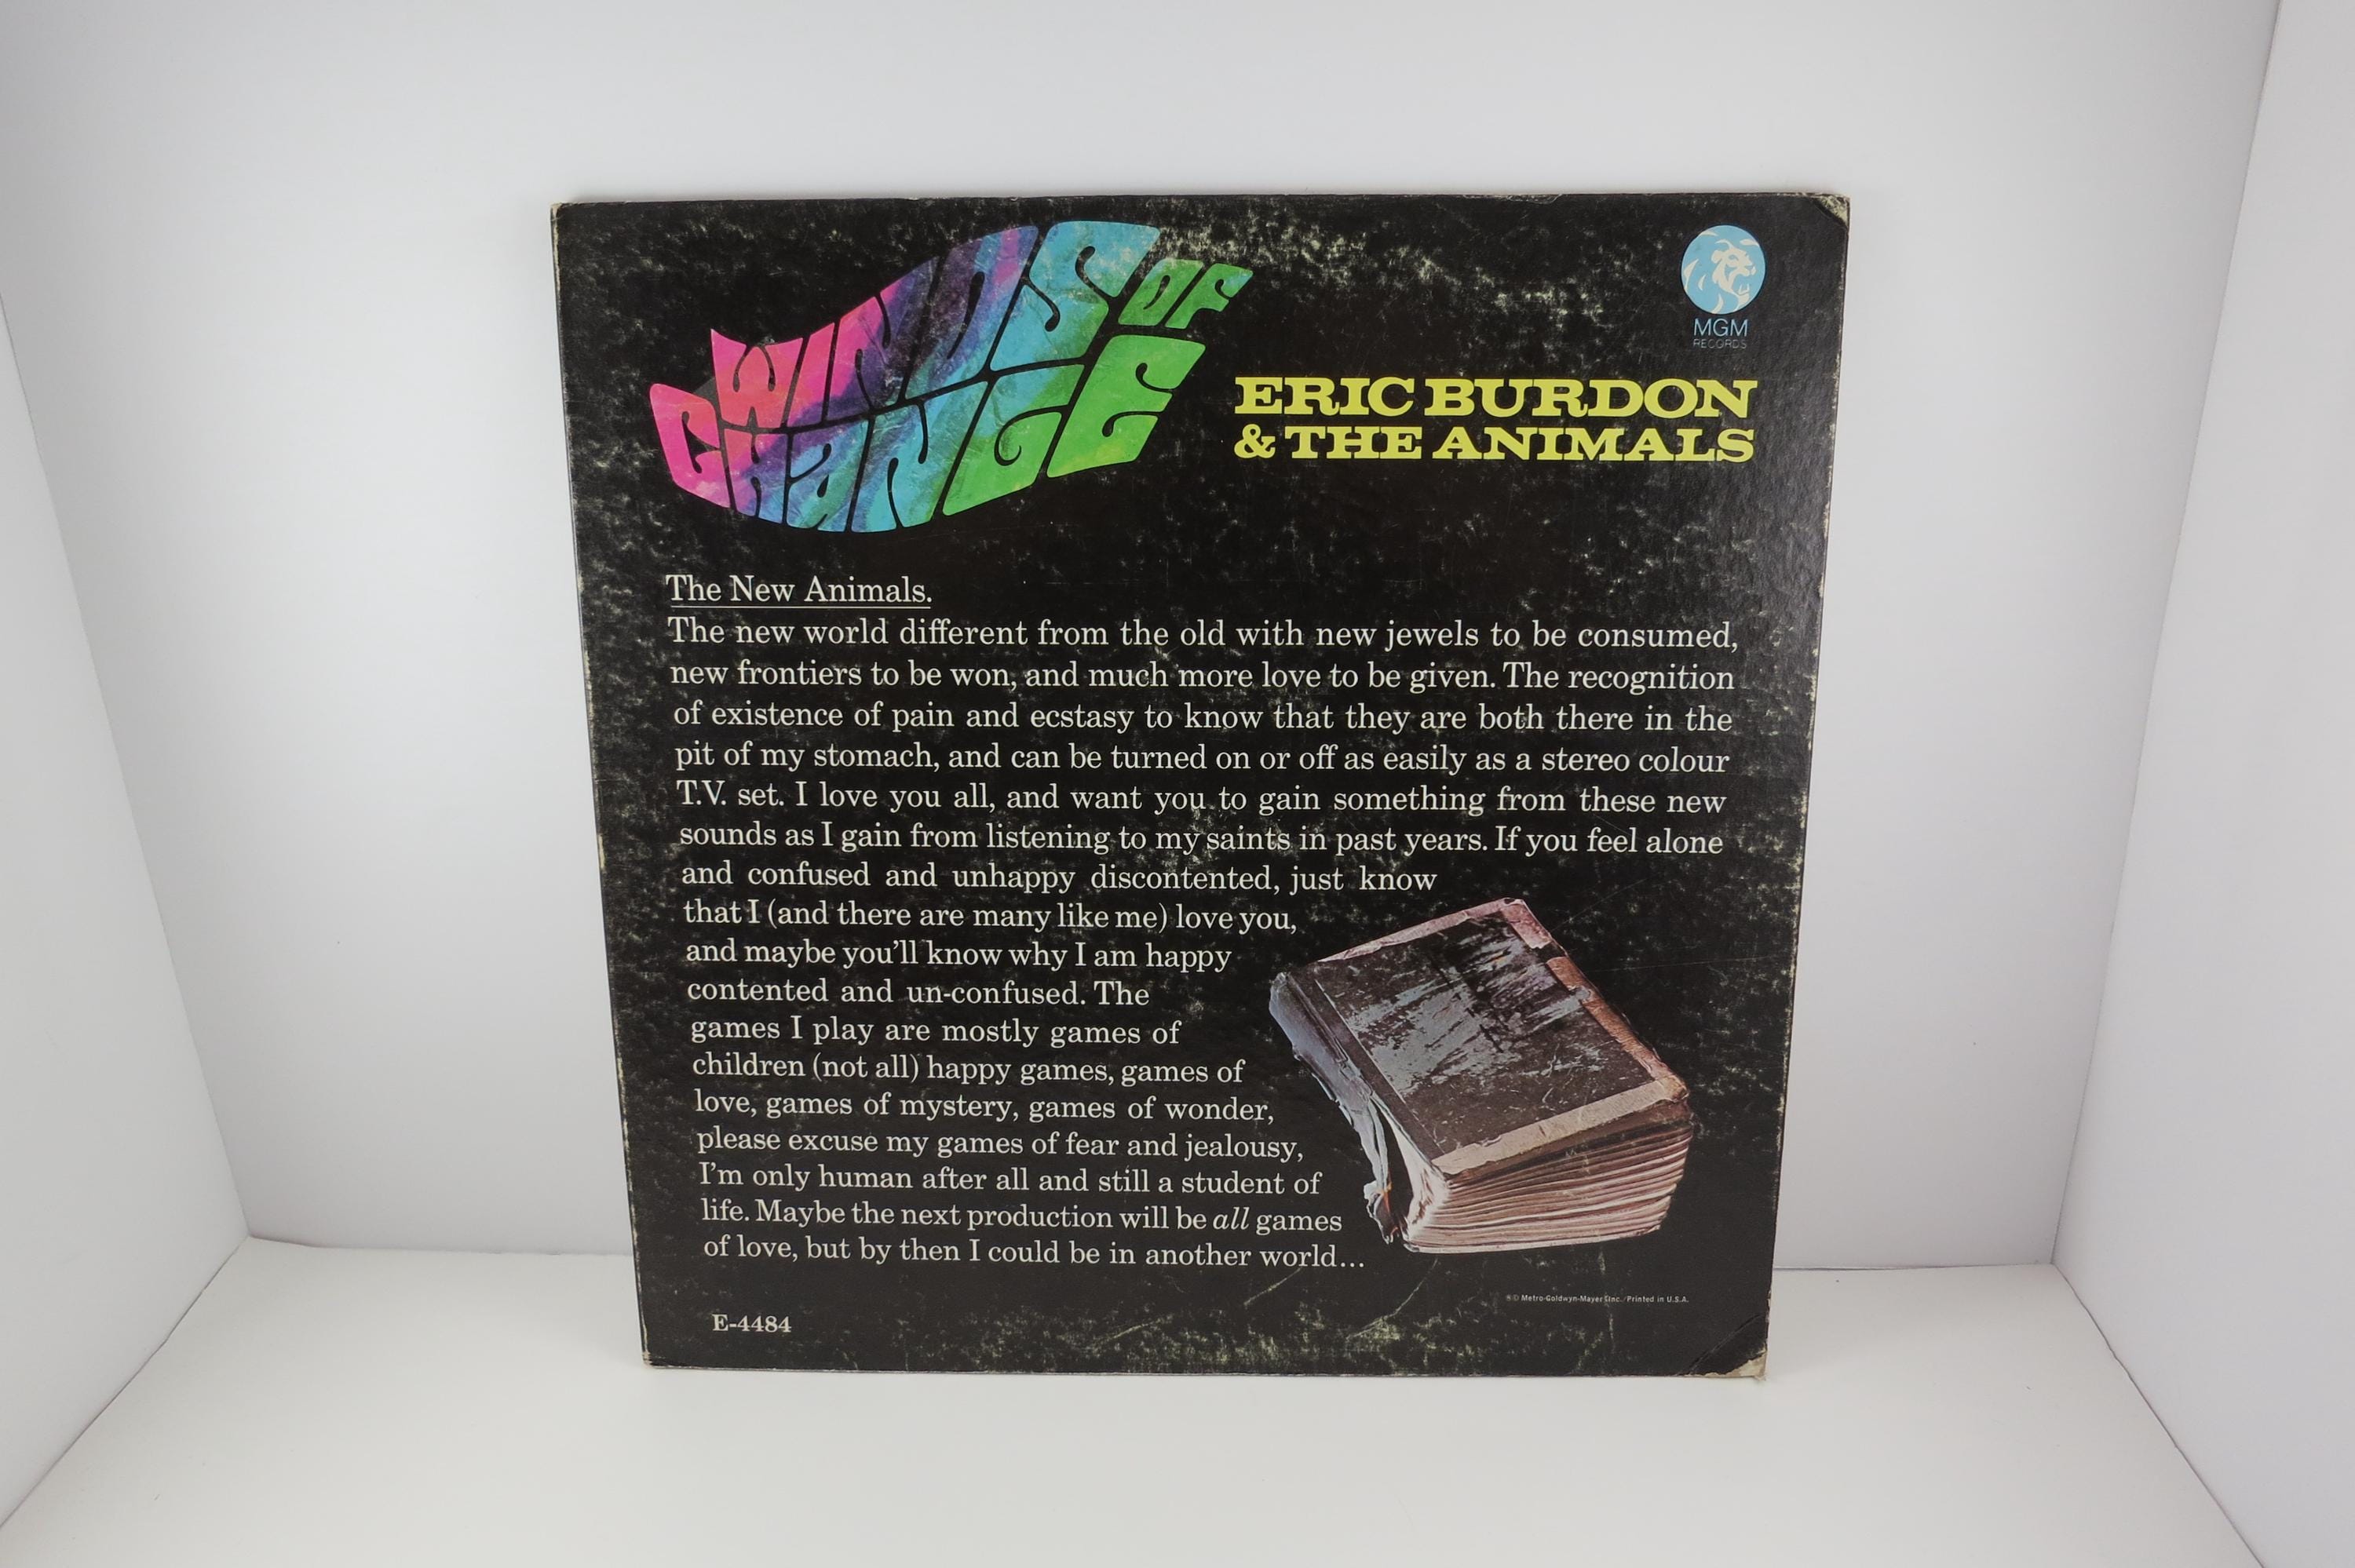 WINDS OF
CHANGE
MGM
RECORDS
ERIC BURDON
& THE ANIMALS
The New Animals.
The new world different from the old with new jewels to be consumed,
new frontiers to be won, and much more love to be given. The recognition
of existence of pain and ecstasy to know that they are both there in the
pit of my stomach, and can be turned on or off as easily as a stereo colour
T.V. set. I love you all, and want you to gain something from these new
sounds as I gain from listening to my saints in past years. If you feel alone
and confused and unhappy discontented, just know
that I (and there are many like me) love you,
and maybe you'll know why I am happy
contented and un-confused. The
games I play are mostly games of
children (not all) happy games, games of
love, games of mystery, games of wonder,
please excuse my games of fear and jealousy,
I'm only human after all and still a student of
life. Maybe the next production will be all games
of love, but by then I could be in another world...
℗© Metro-Goldwyn-Mayer Inc./Printed in U.S.A.
E-4484